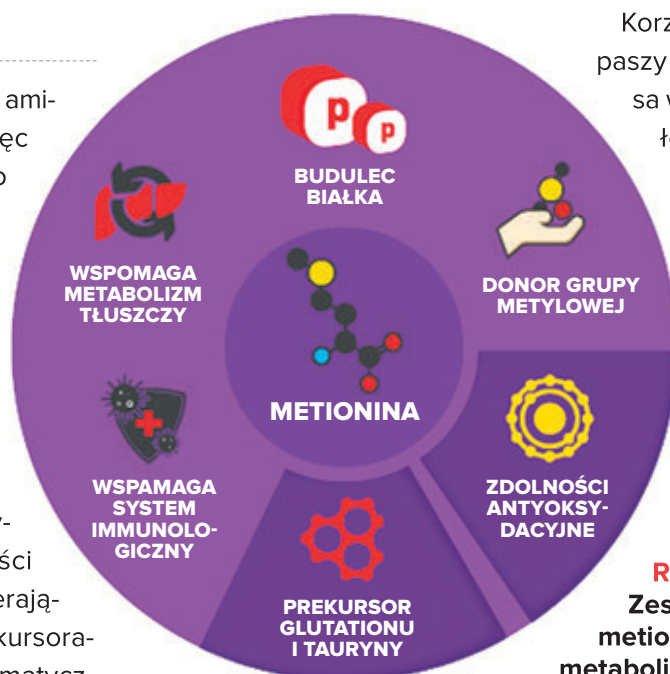 Korz
paszy
sa w
ami-
ęc
p
p
BUDULEC
BIAŁKA
WSPOMAGA
METABOLIZM
TŁUSZCZY
DONOR GRUPY
METYLOWEJ
METIONINA
WSPAMAGA
SYSTEM
IMMUNOLO-
GICZNY
ZDOLNOŚCI
ANTYOKSY-
DACYJNE
PREKURSOR
GLUTATIONU
I TAURYNY
ści
erają-
kursora-
matycz
R
Zes
metio
metaboli